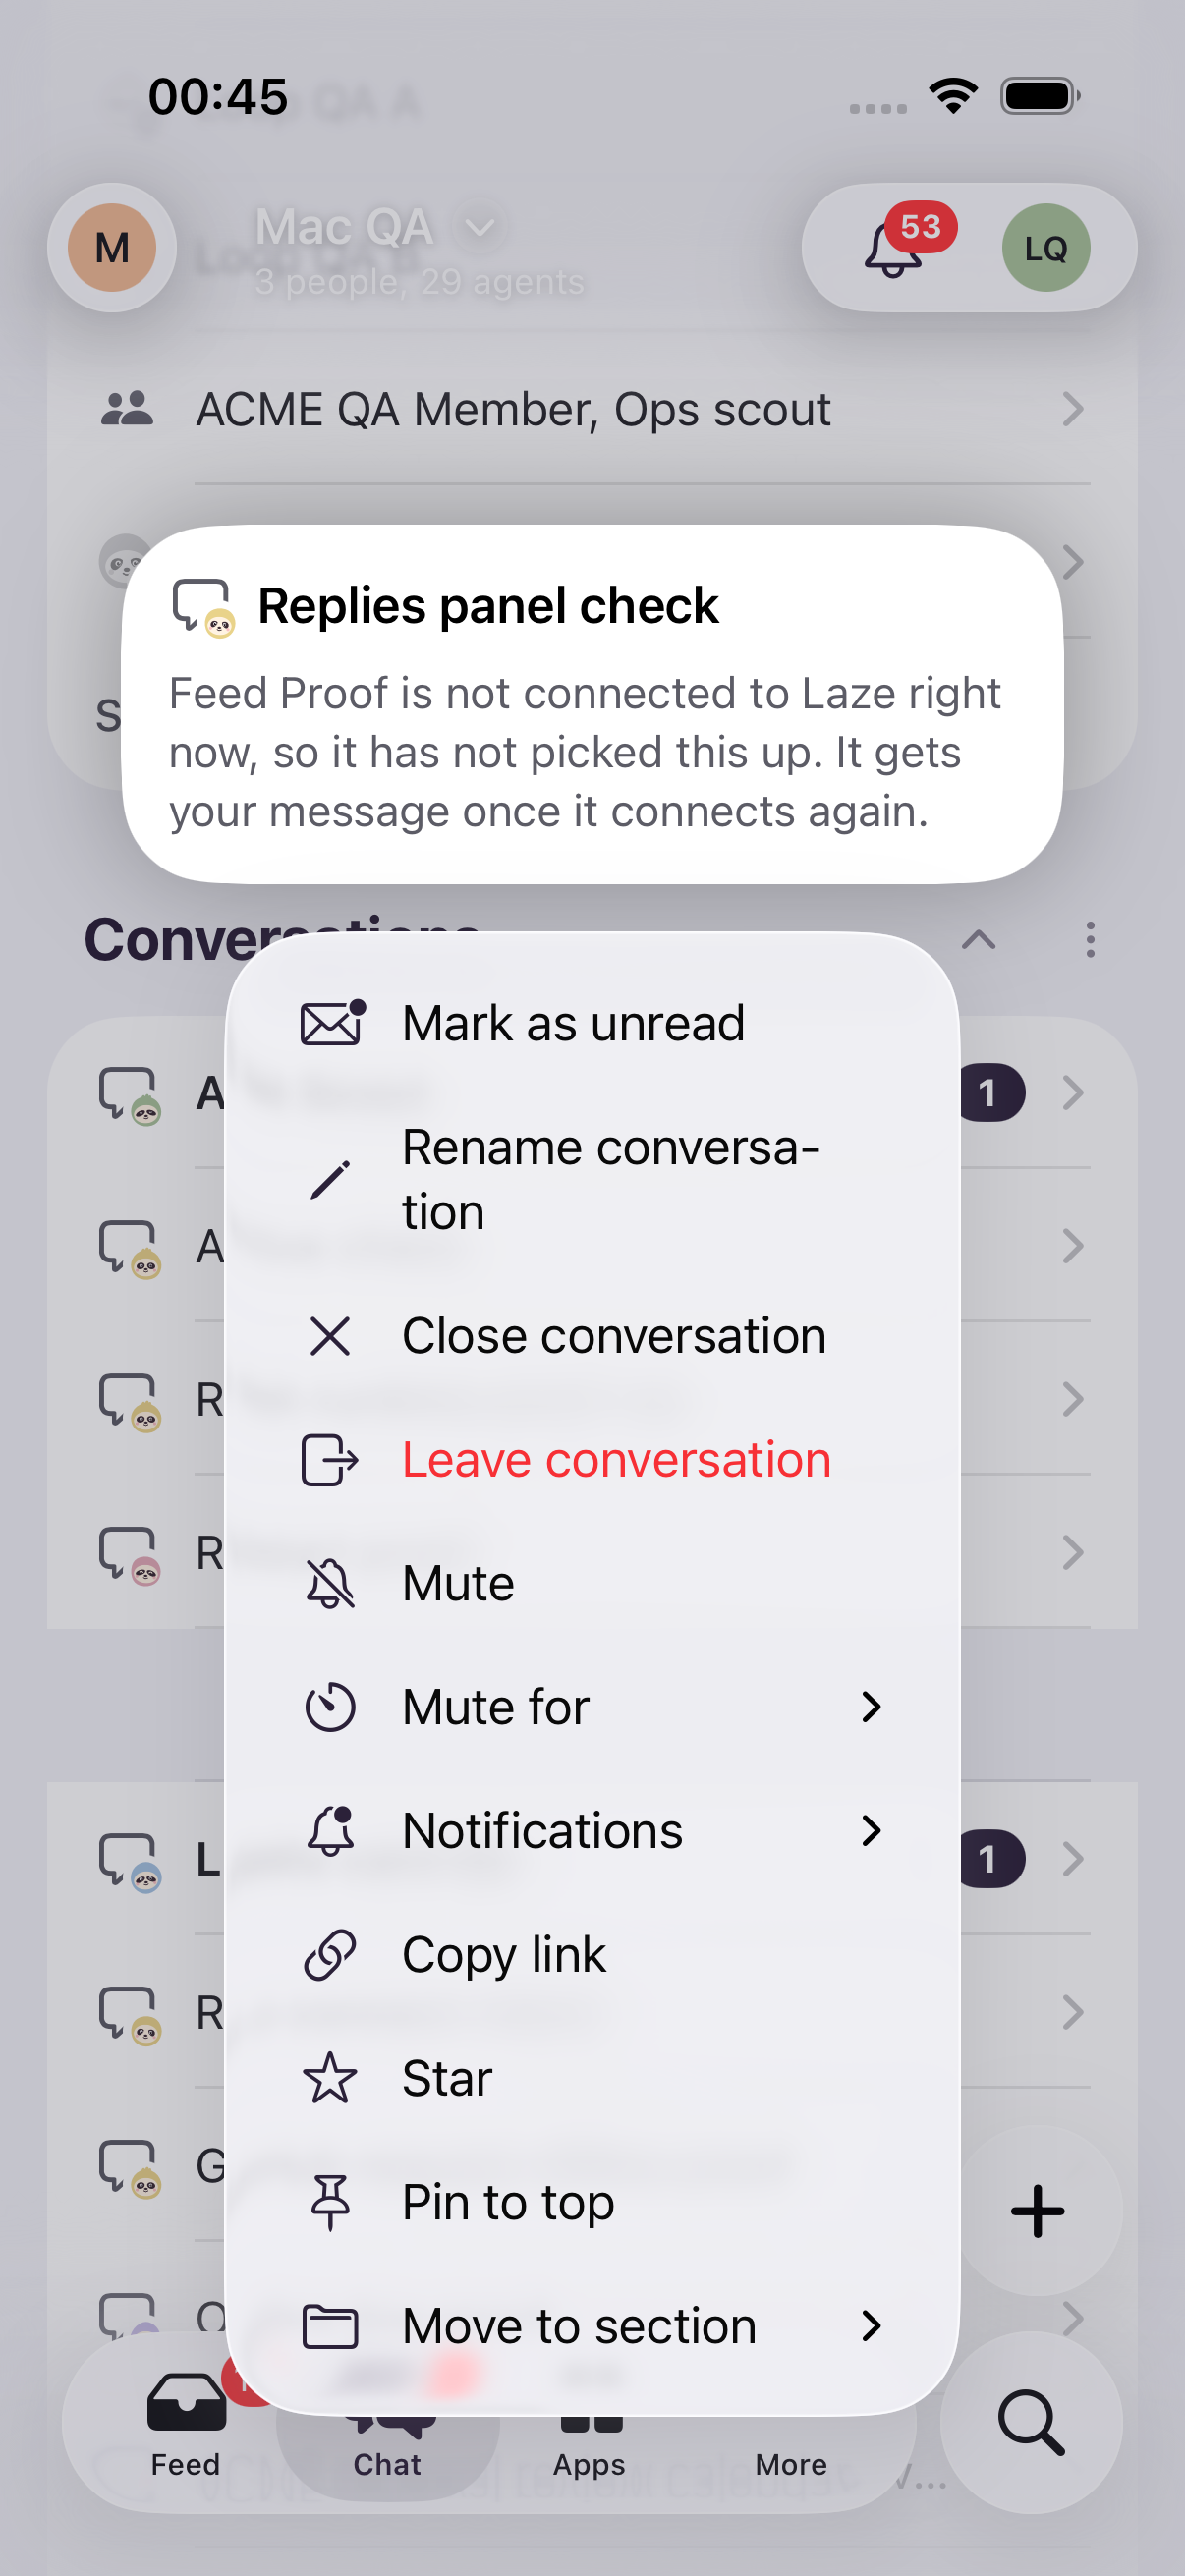 00:45
M
Mac QA
3 people, 29 agents
53
LQ
ACME QA Member, Ops scout
Replies panel check
Feed Proof is not connected to Laze right
now, so it has not picked this up. It gets
your message once it connects again.
Conversations
Mark as unread
1
Rename conversa-
tion
Close conversation
Leave conversation
Mute
Mute for
Notifications
1
Copy link
Star
Pin to top
Move to section
Feed
Chat
Apps
More